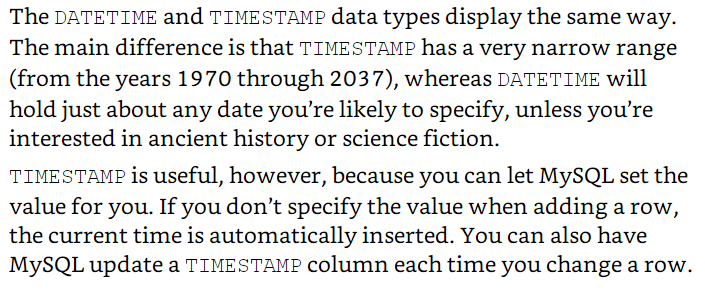 The DATETIME and TIMESTAMP data types display the same way.
The main difference is that TIMESTAMP has a very narrow range
(from the years 1970 through 2037), whereas DATETIME will
hold just about any date you’re likely to specify, unless you’re
interested in ancient history or science fiction.
TIMESTAMP is useful, however, because you can let MySQL set the
value for you. If you don’t specify the value when adding a row,
the current time is automatically inserted. You can also have
MySQL update a TIMESTAMP column each time you change a row.